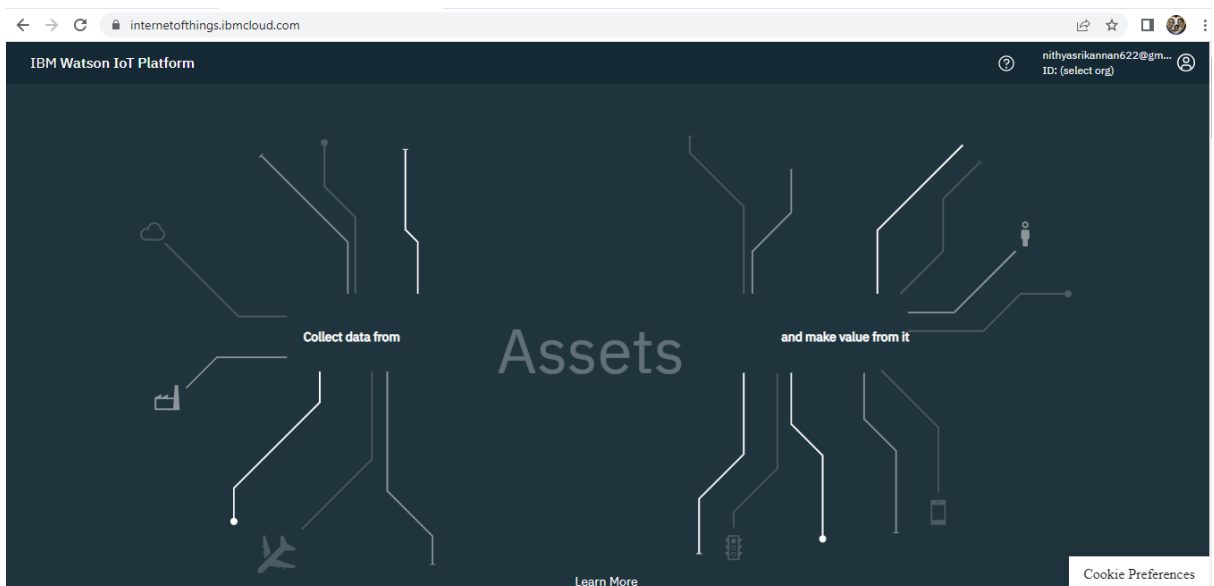 internetofthings.ibmcloud.com
IBM Watson IoT Platform
nithyasrikannan622@gm...
ID: (select org)
Collect data from
Assets
and make value from it
Learn More
Cookie Preferences